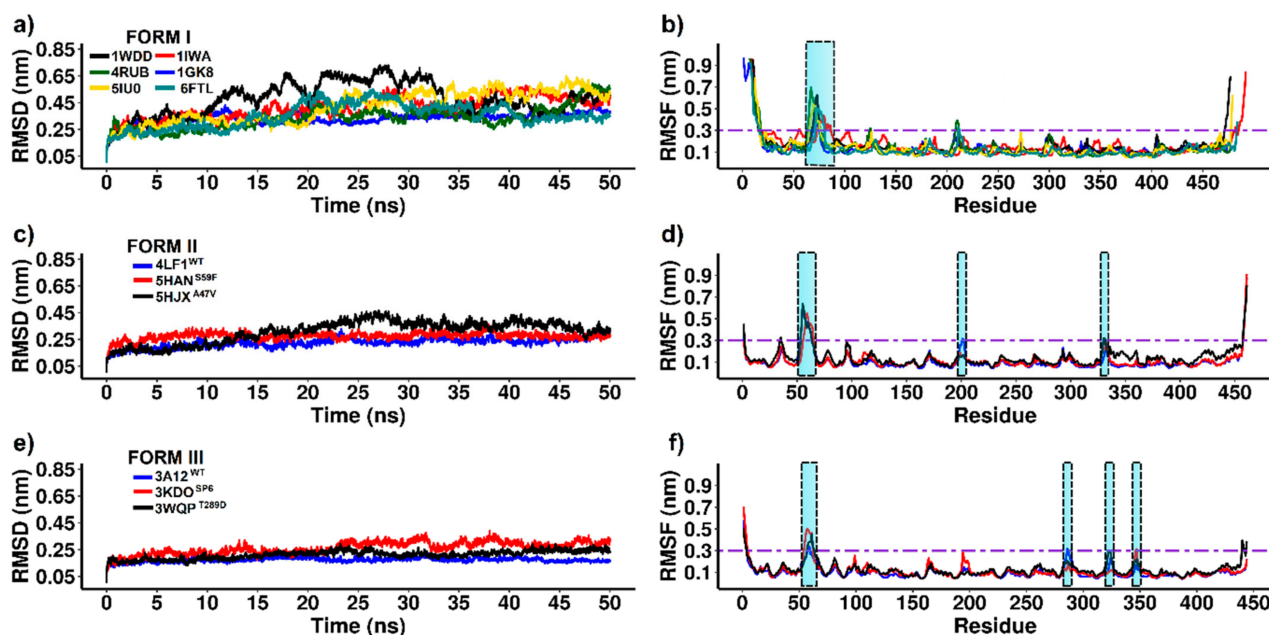 a)
FORM I
1WDD 1IWA
4RUB 1GK8
5IU0 6FTL
RMSD (nm)
0.85
0.65
0.45
0.25
0.05
0 5 10 15 20 25 30 35 40 45 50
Time (ns)
b)
RMSF (nm)
0.9
0.7
0.5
0.3
0.1
0 50 100 150 200 250 300 350 400 450
Residue
c)
FORM II
4LF1WT
5HANS59F
5HJXA47V
RMSD (nm)
0.85
0.65
0.45
0.25
0.05
0 5 10 15 20 25 30 35 40 45 50
Time (ns)
d)
RMSF (nm)
0.9
0.7
0.5
0.3
0.1
0 50 100 150 200 250 300 350 400 450
Residue
e)
FORM III
3A12WT
3KDOSP6
3WQPT289D
RMSD (nm)
0.85
0.65
0.45
0.25
0.05
0 5 10 15 20 25 30 35 40 45 50
Time (ns)
f)
RMSF (nm)
0.9
0.7
0.5
0.3
0.1
0 50 100 150 200 250 300 350 400 450
Residue